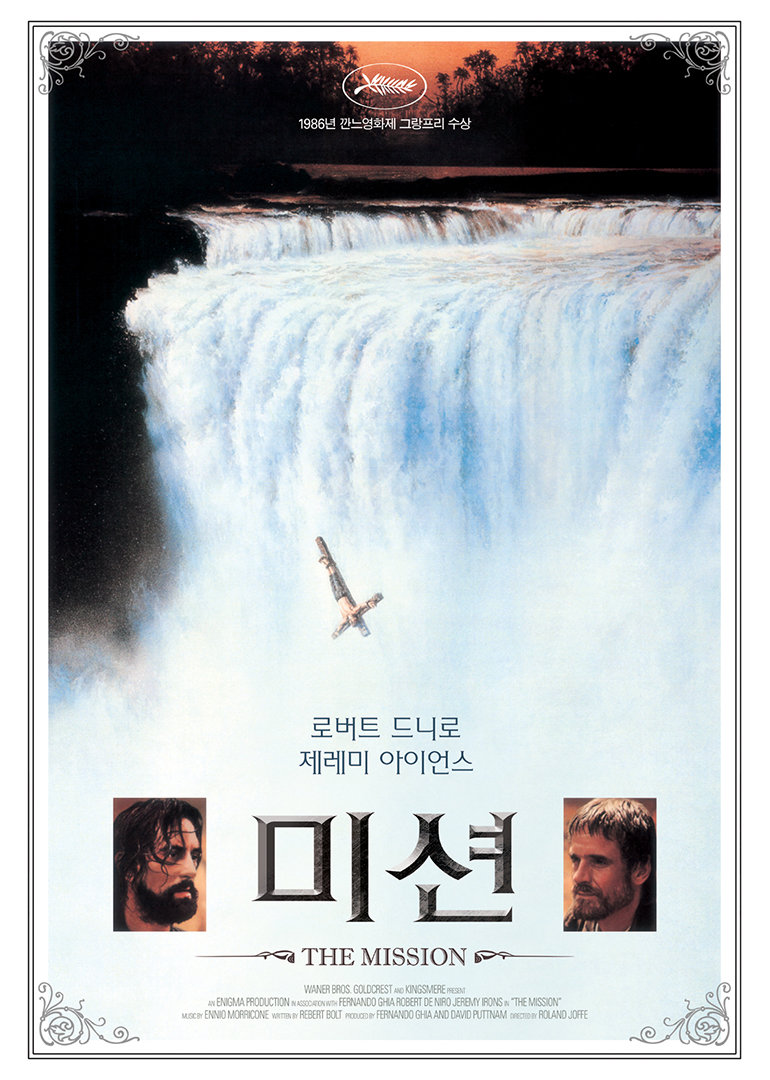 1986년 깐느영화제 그랑프리 수상
로버트 드니로
제레미 아이언스
미션
THE MISSION
WANER BROS. GOLDCREST AND KINGSMERE PRESENT
AN ENIGMA PRODUCTION IN ASSOCIATION WITH FERNANDO GHIA ROBERT DE NIRO JEREMY IRONS IN "THE MISSION"
MUSIC BY ENNIO MORRICONE WRITTEN BY REBERT BOLT PRODUCED BY FERNANDO GHIA AND DAVID PUTTNAM DIRECTED BY ROLAND JOFFE